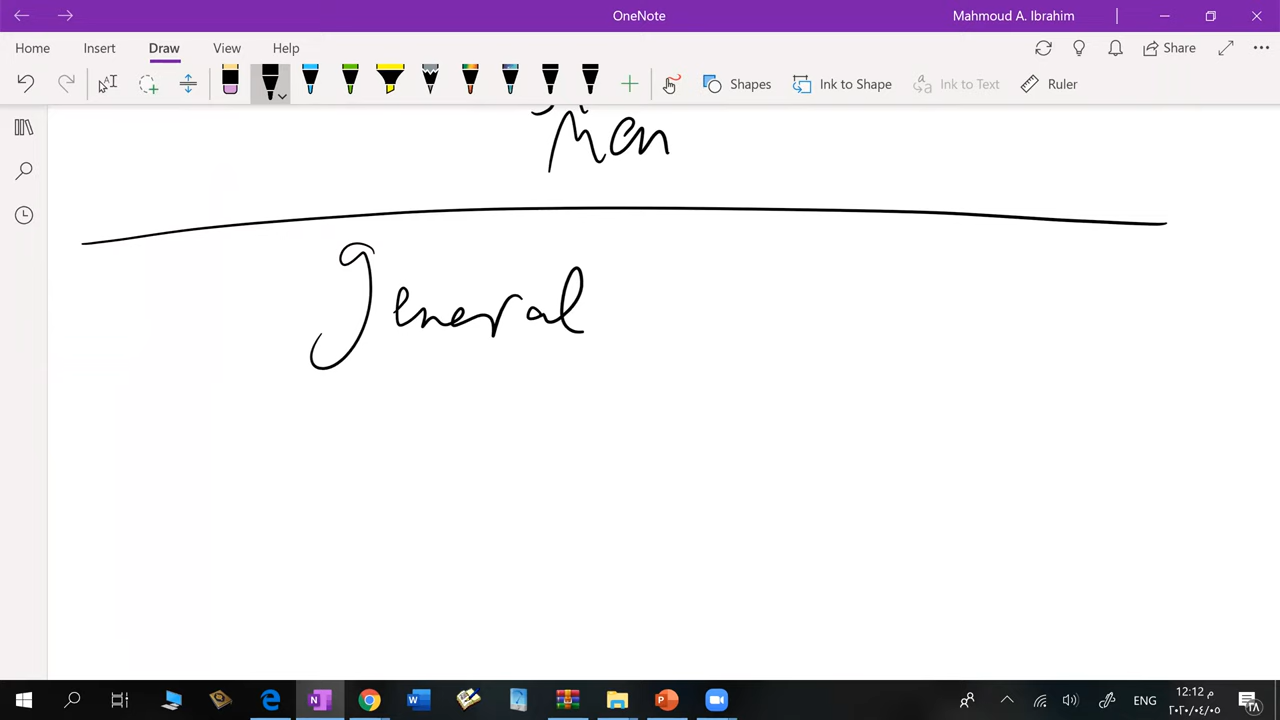 OneNote
Mahmoud A. Ibrahim
Home Insert Draw View Help
Share
Shapes Ink to Shape Ink to Text Ruler
Men
General
ENG
م 12:12
٢٠٢٠/٠٤/٠٥